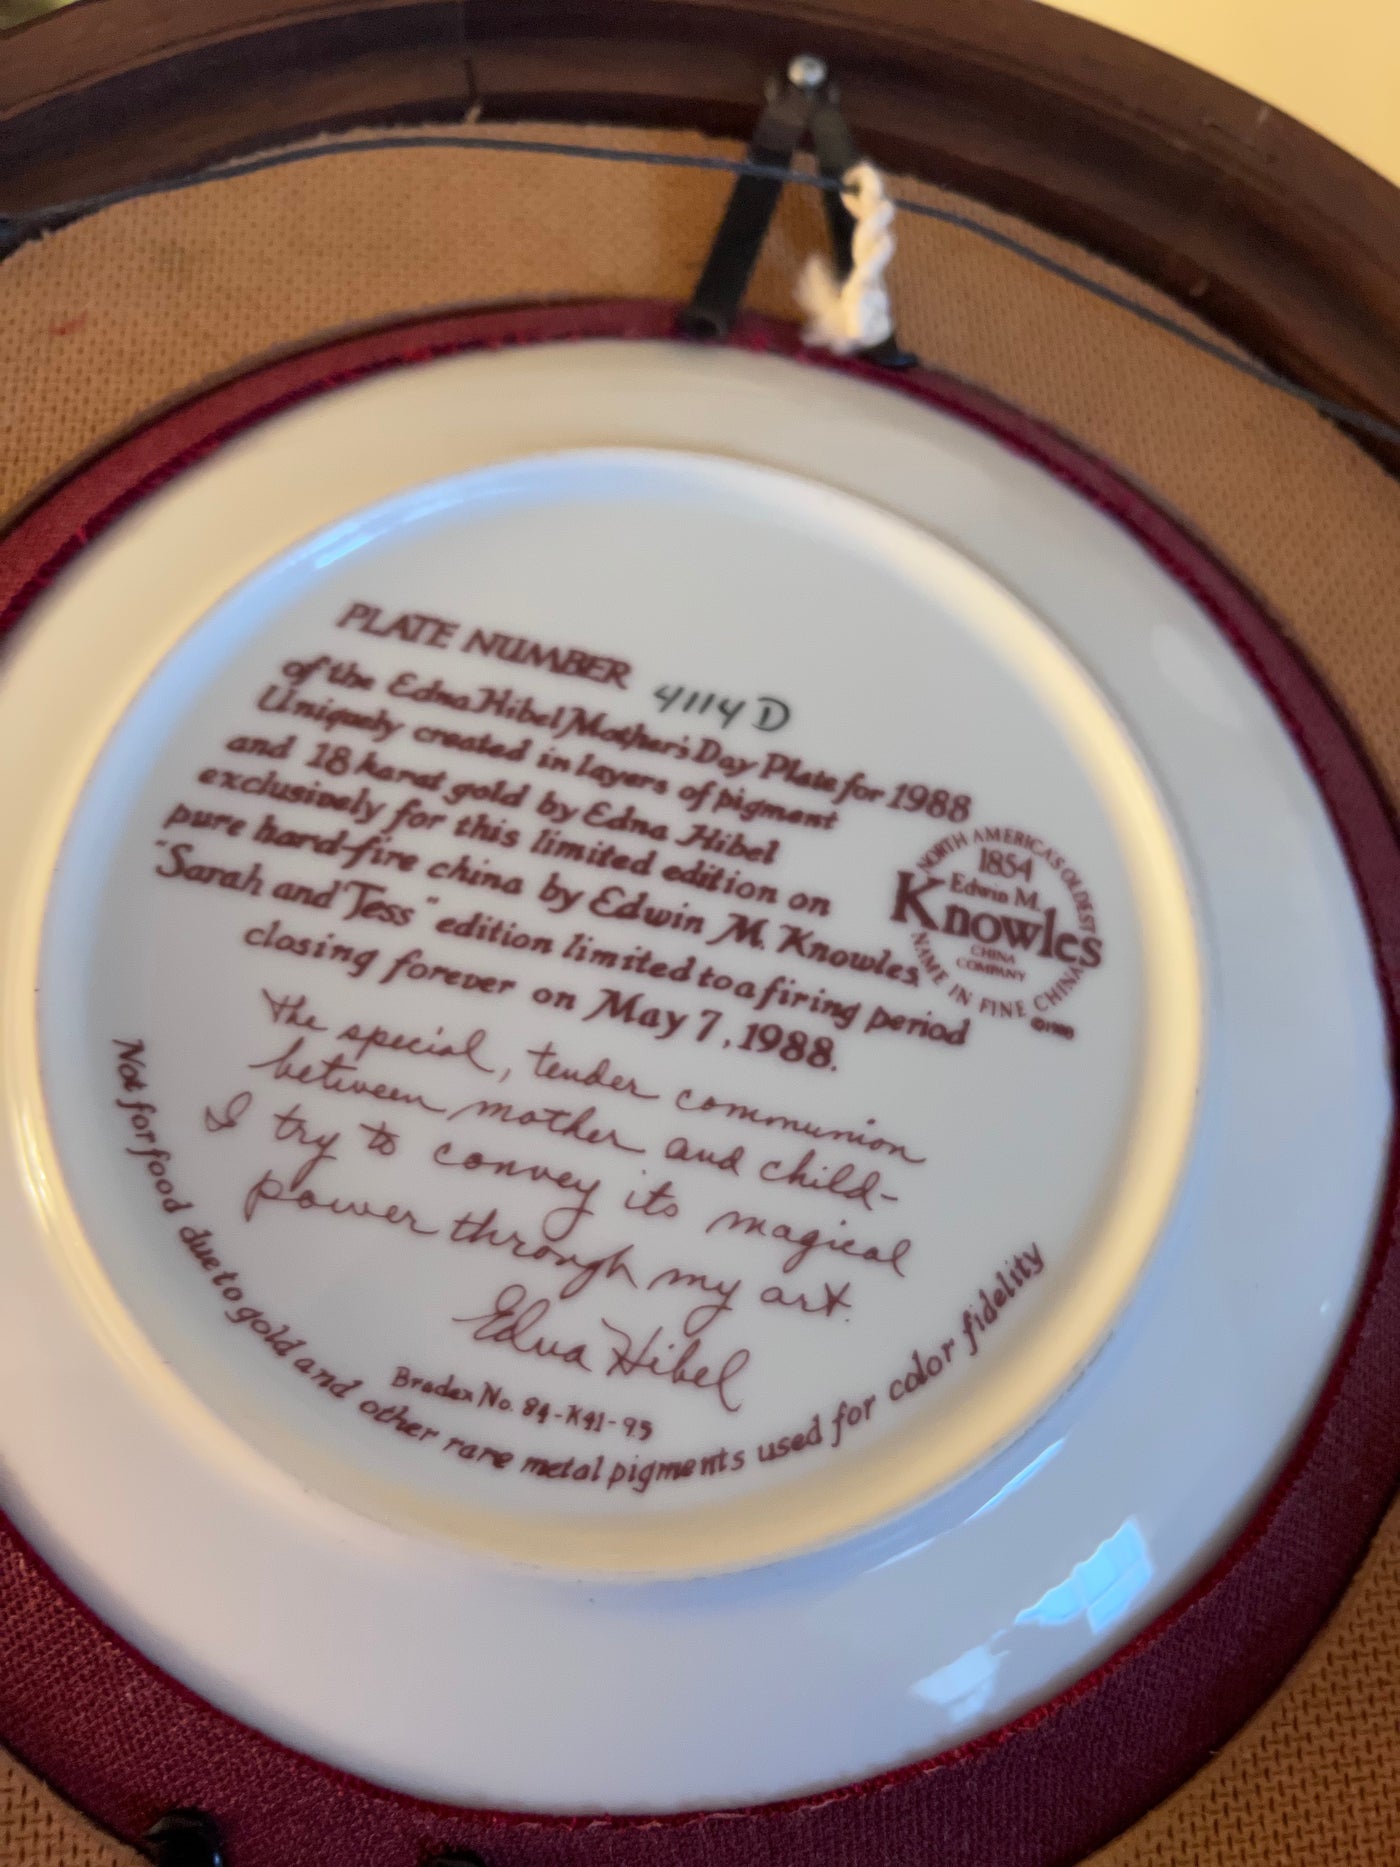 PLATE NUMBER 4114 D
of the Edna Hibel Mother's Day Plate for 1988
Uniquely created in layers of pigment
and 18 karat gold by Edna Hibel
exclusively for this limited edition on
pure hard-fire china by Edwin M. Knowles
"Sarah and Tess" edition limited to a firing period
closing forever on May 7, 1988.
NORTH AMERICA'S OLDEST
1854
Edwin M.
Knowles
CHINA
COMPANY
NAME IN FINE CHINA
The special, tender communion
between mother and child-
I try to convey its magical
power through my art.
Edna Hibel
Bradex No. 84-K41-9.5
Not for food due to gold and other rare metal pigments used for color fidelity